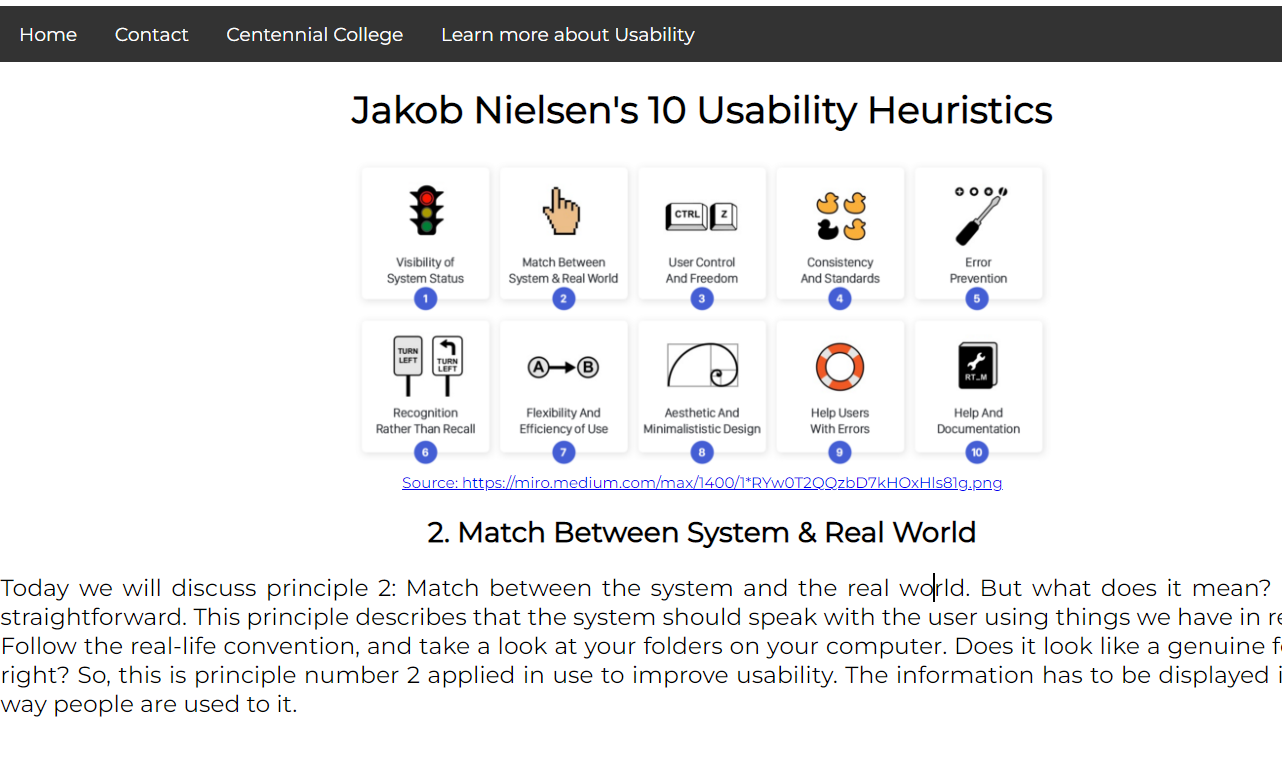 Home Contact Centennial College Learn more about Usability
Jakob Nielsen's 10 Usability Heuristics
CTRL Z
Visibility of Match Between User Control Consistency Error
System Status System & Real World And Freedom And Standards Prevention
1 2 3 4 5
TURN LEFT TURN LEFT A B RT_M
Recognition Flexibility And Aesthetic And Help Users Help And
Rather Than Recall Efficiency of Use Minimalististic Design With Errors Documentation
6 7 8 9 10
Source: https://miro.medium.com/max/1400/1*RYw0T2QQzbD7kHOxHIs81g.png
2. Match Between System & Real World
Today we will discuss principle 2: Match between the system and the real world. But what does it mean?
straightforward. This principle describes that the system should speak with the user using things we have in
Follow the real-life convention, and take a look at your folders on your computer. Does it look like a genuine
right? So, this is principle number 2 applied in use to improve usability. The information has to be displayed
way people are used to it.